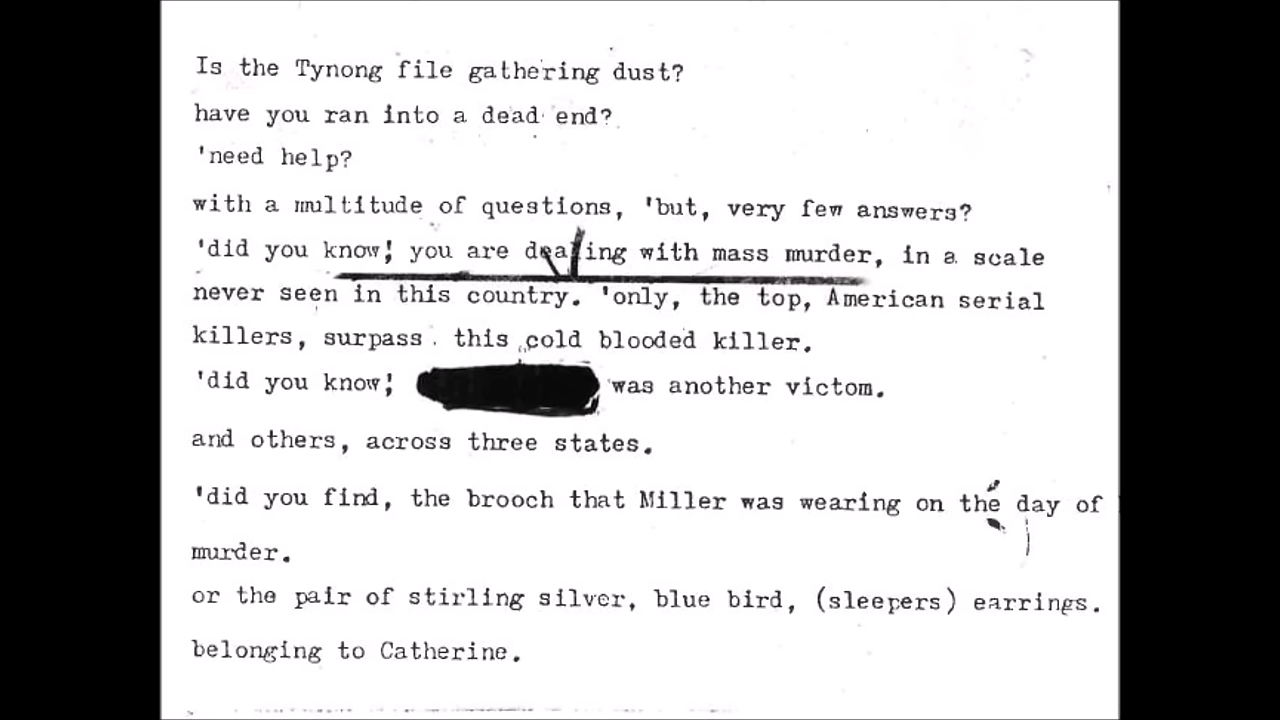 Is the Tynong file gathering dust?
have you ran into a dead end?
'need help?
with a multitude of questions, 'but, very few answers?
'did you know; you are dealing with mass murder, in a scale
never seen in this country. 'only, the top, American serial
killers, surpass . this cold blooded killer.
'did you know; was another victom.
and others, across three states.
'did you find, the brooch that Miller was wearing on the day of
murder.
or the pair of stirling silver, blue bird, (sleepers) earrings.
belonging to Catherine.